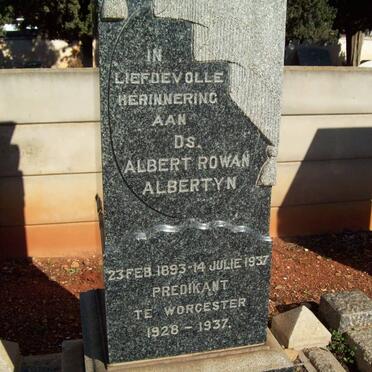 IN
LIEFDEVOLLE
HERINNERING
AAN
DS.
ALBERT ROWAN
ALBERTYN
23 FEB. 1893 - 14 JULIE 1937
PREDIKANT
TE WORCESTER
1928 - 1937.